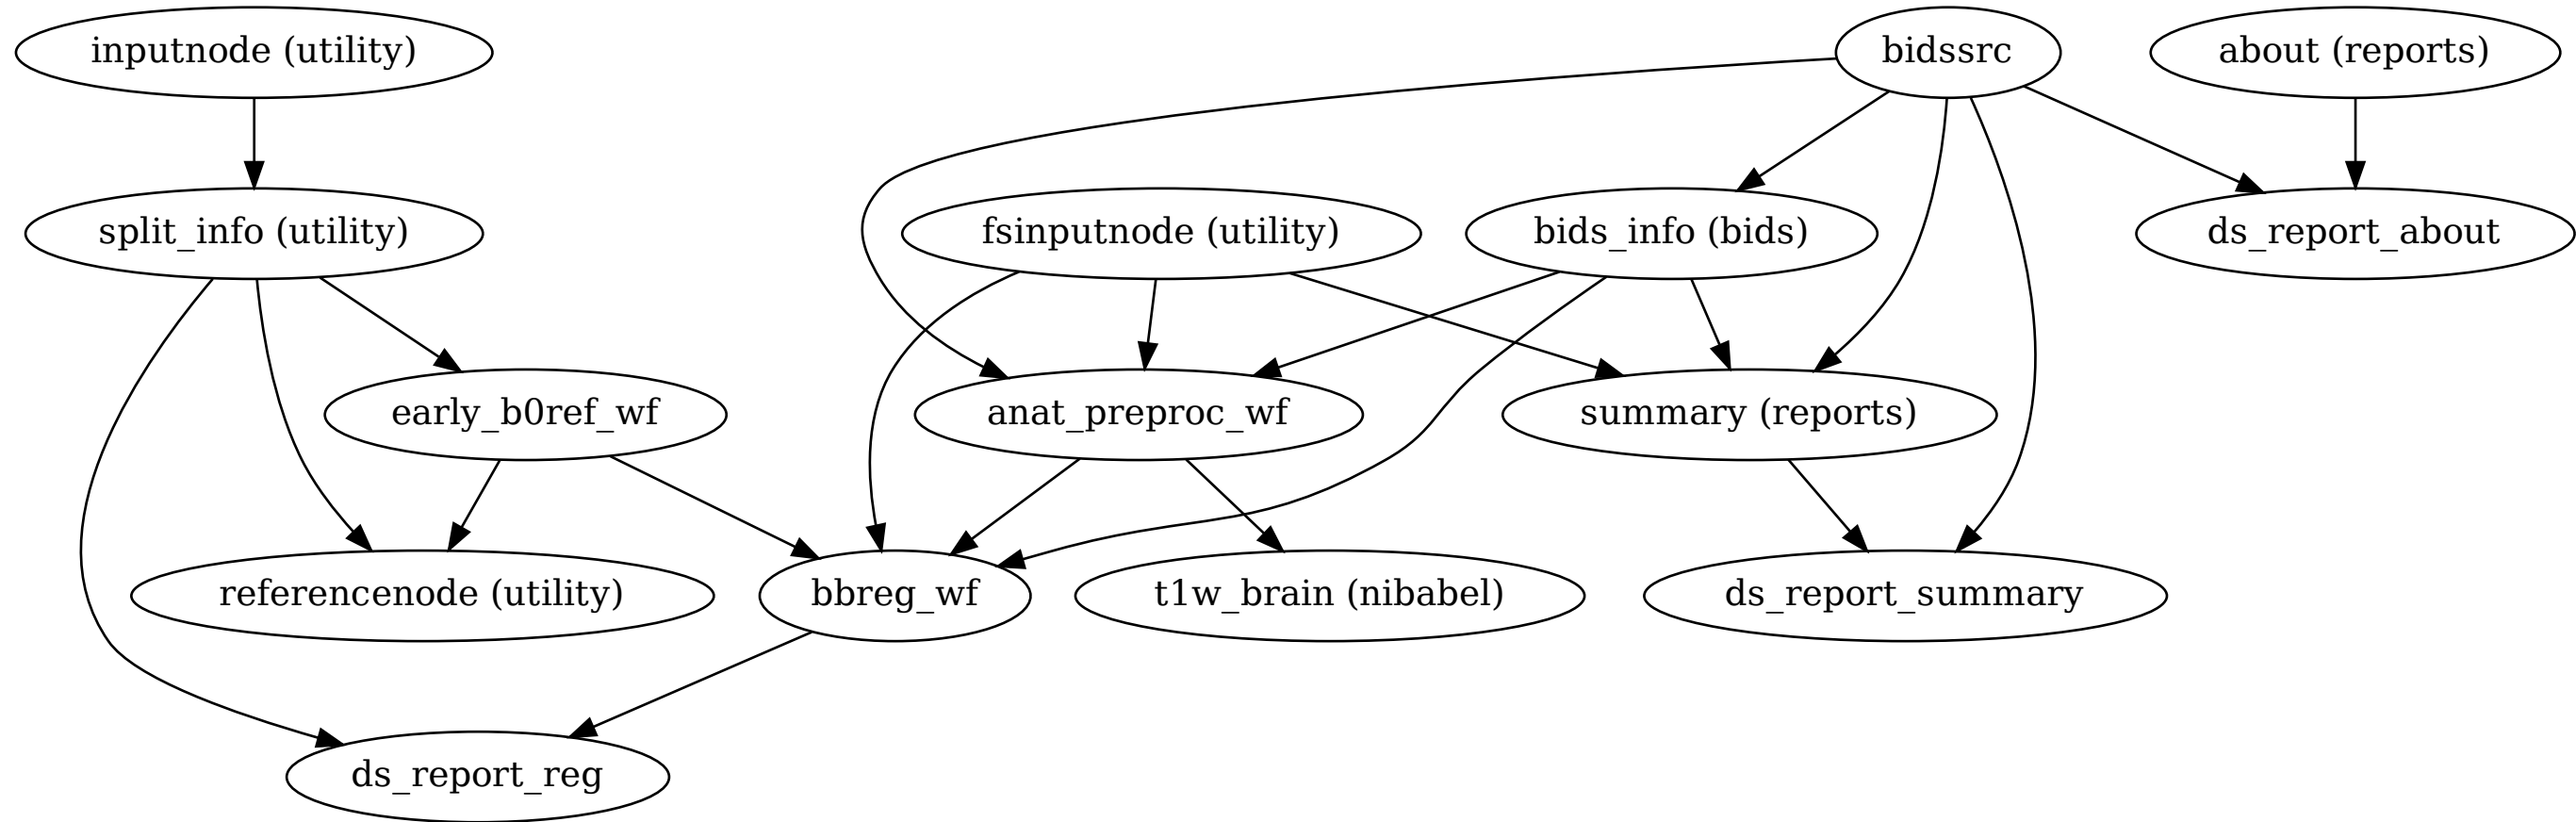 inputnode (utility)
bidssrc
about (reports)
split_info (utility)
fsinputnode (utility)
bids_info (bids)
ds_report_about
early_b0ref_wf
anat_preproc_wf
summary (reports)
referencenode (utility)
bbreg_wf
t1w_brain (nibabel)
ds_report_summary
ds_report_reg